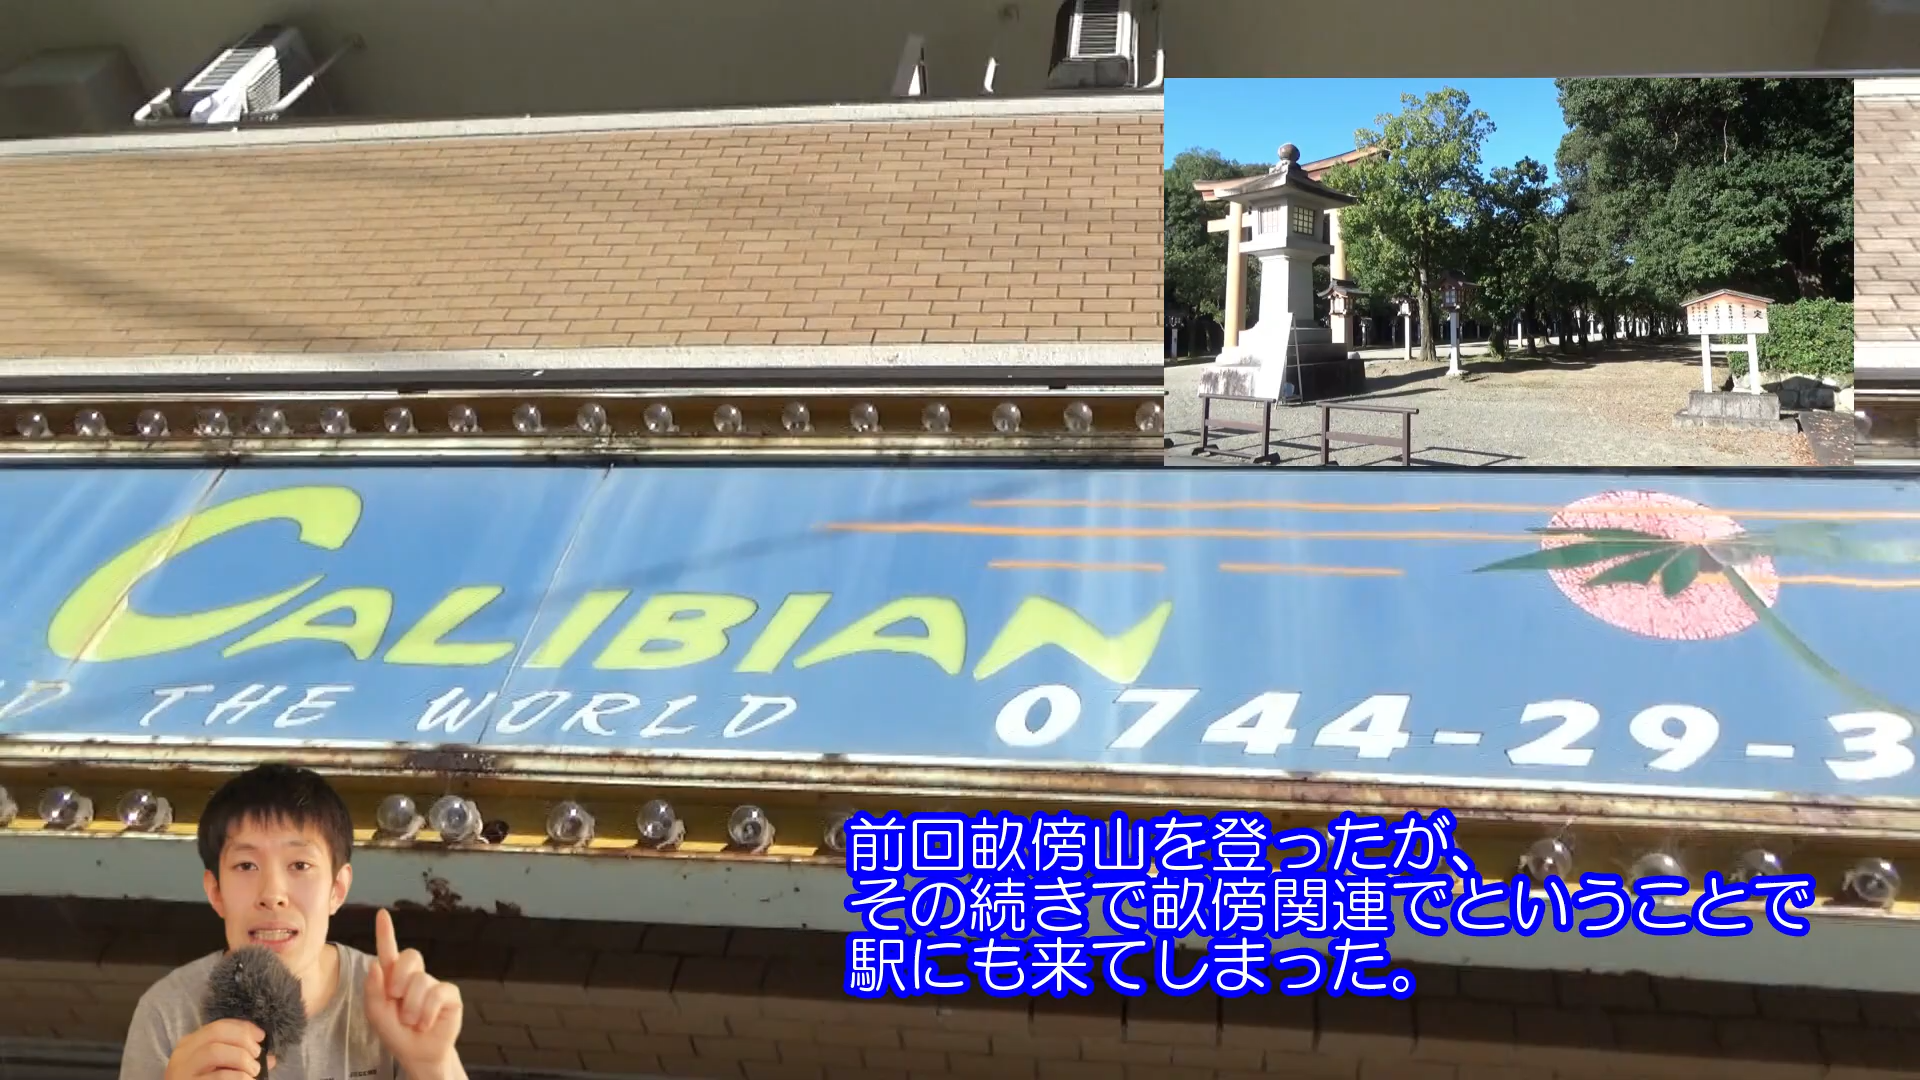 定
CALIBIAN
THE WORLD
0744-29-3
前回畝傍山を登ったが、
その続きで畝傍関連でということで
駅にも来てしまった。